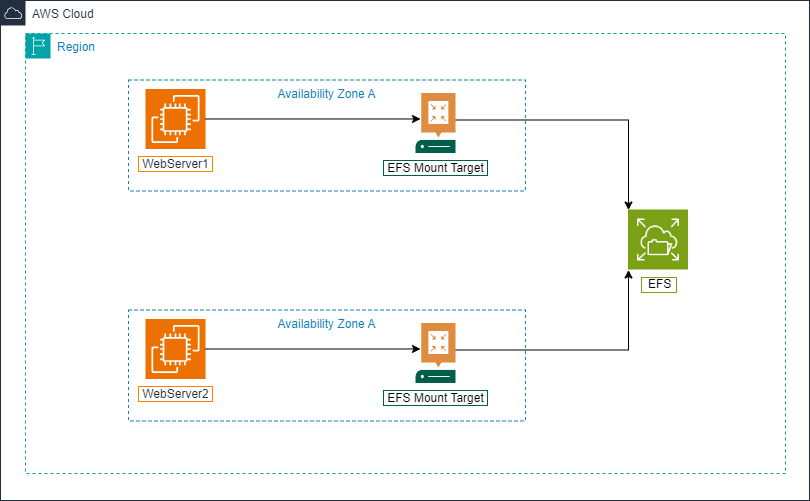 AWS Cloud
Region
Availability Zone A
WebServer1
EFS Mount Target
EFS
Availability Zone A
WebServer2
EFS Mount Target